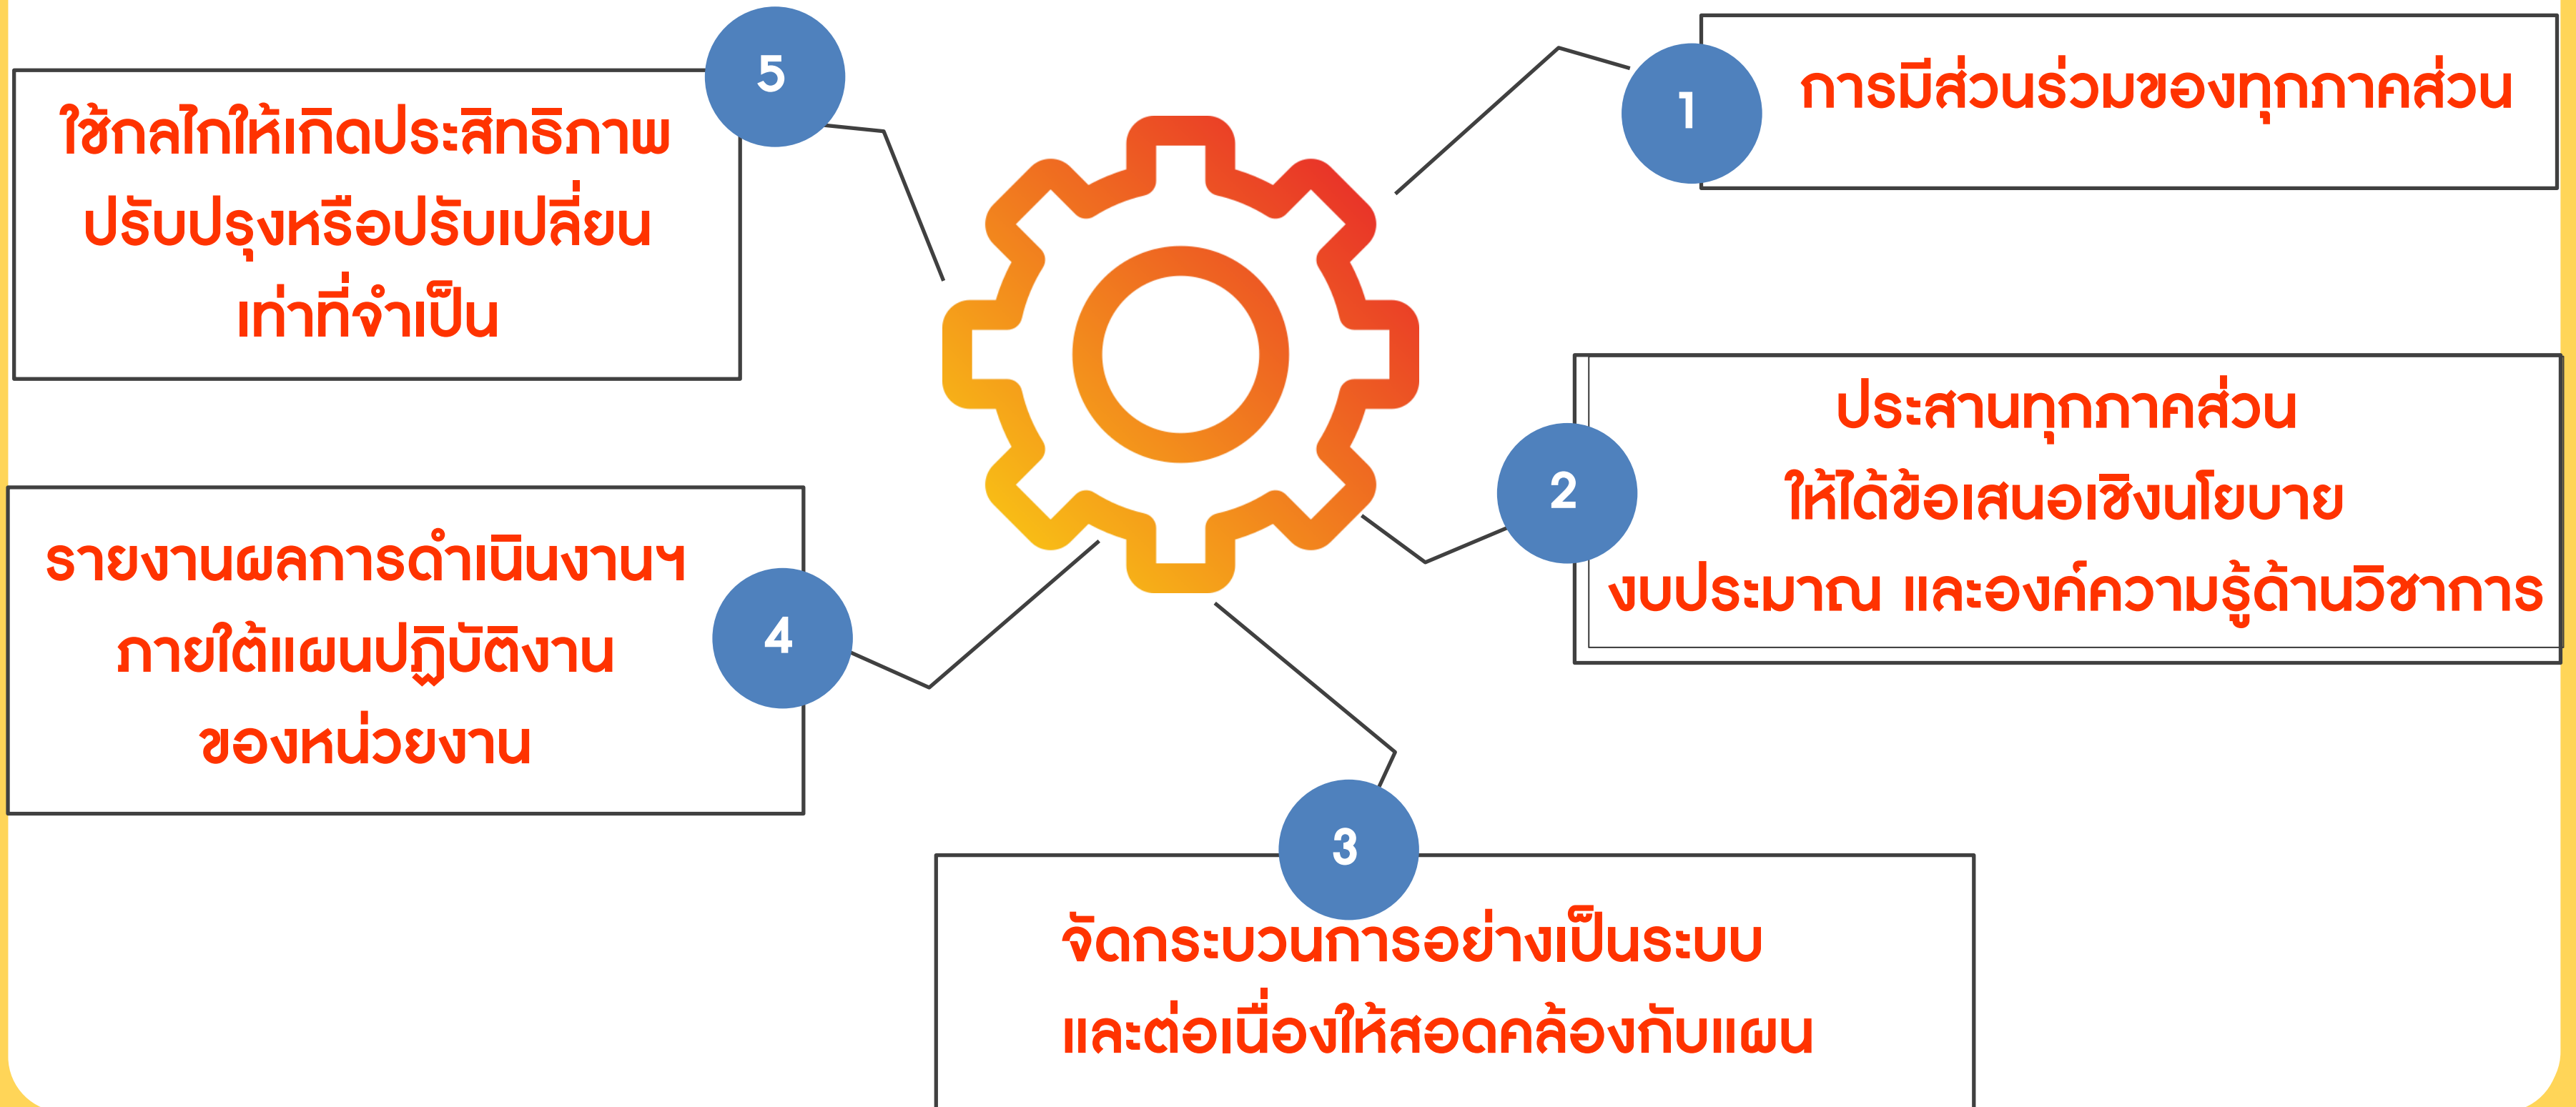 1
การมีส่วนร่วมของทุกภาคส่วน
2
ประสานทุกภาคส่วน
ให้ได้ข้อเสนอเชิงนโยบาย
งบประมาณ และองค์ความรู้ด้านวิชาการ
3
จัดกระบวนการอย่างเป็นระบบ
และต่อเนื่องให้สอดคล้องกับแผน
4
รายงานผลการดำเนินงานฯ
ภายใต้แผนปฏิบัติงาน
ของหน่วยงาน
5
ใช้กลไกให้เกิดประสิทธิภาพ
ปรับปรุงหรือปรับเปลี่ยน
เท่าที่จำเป็น